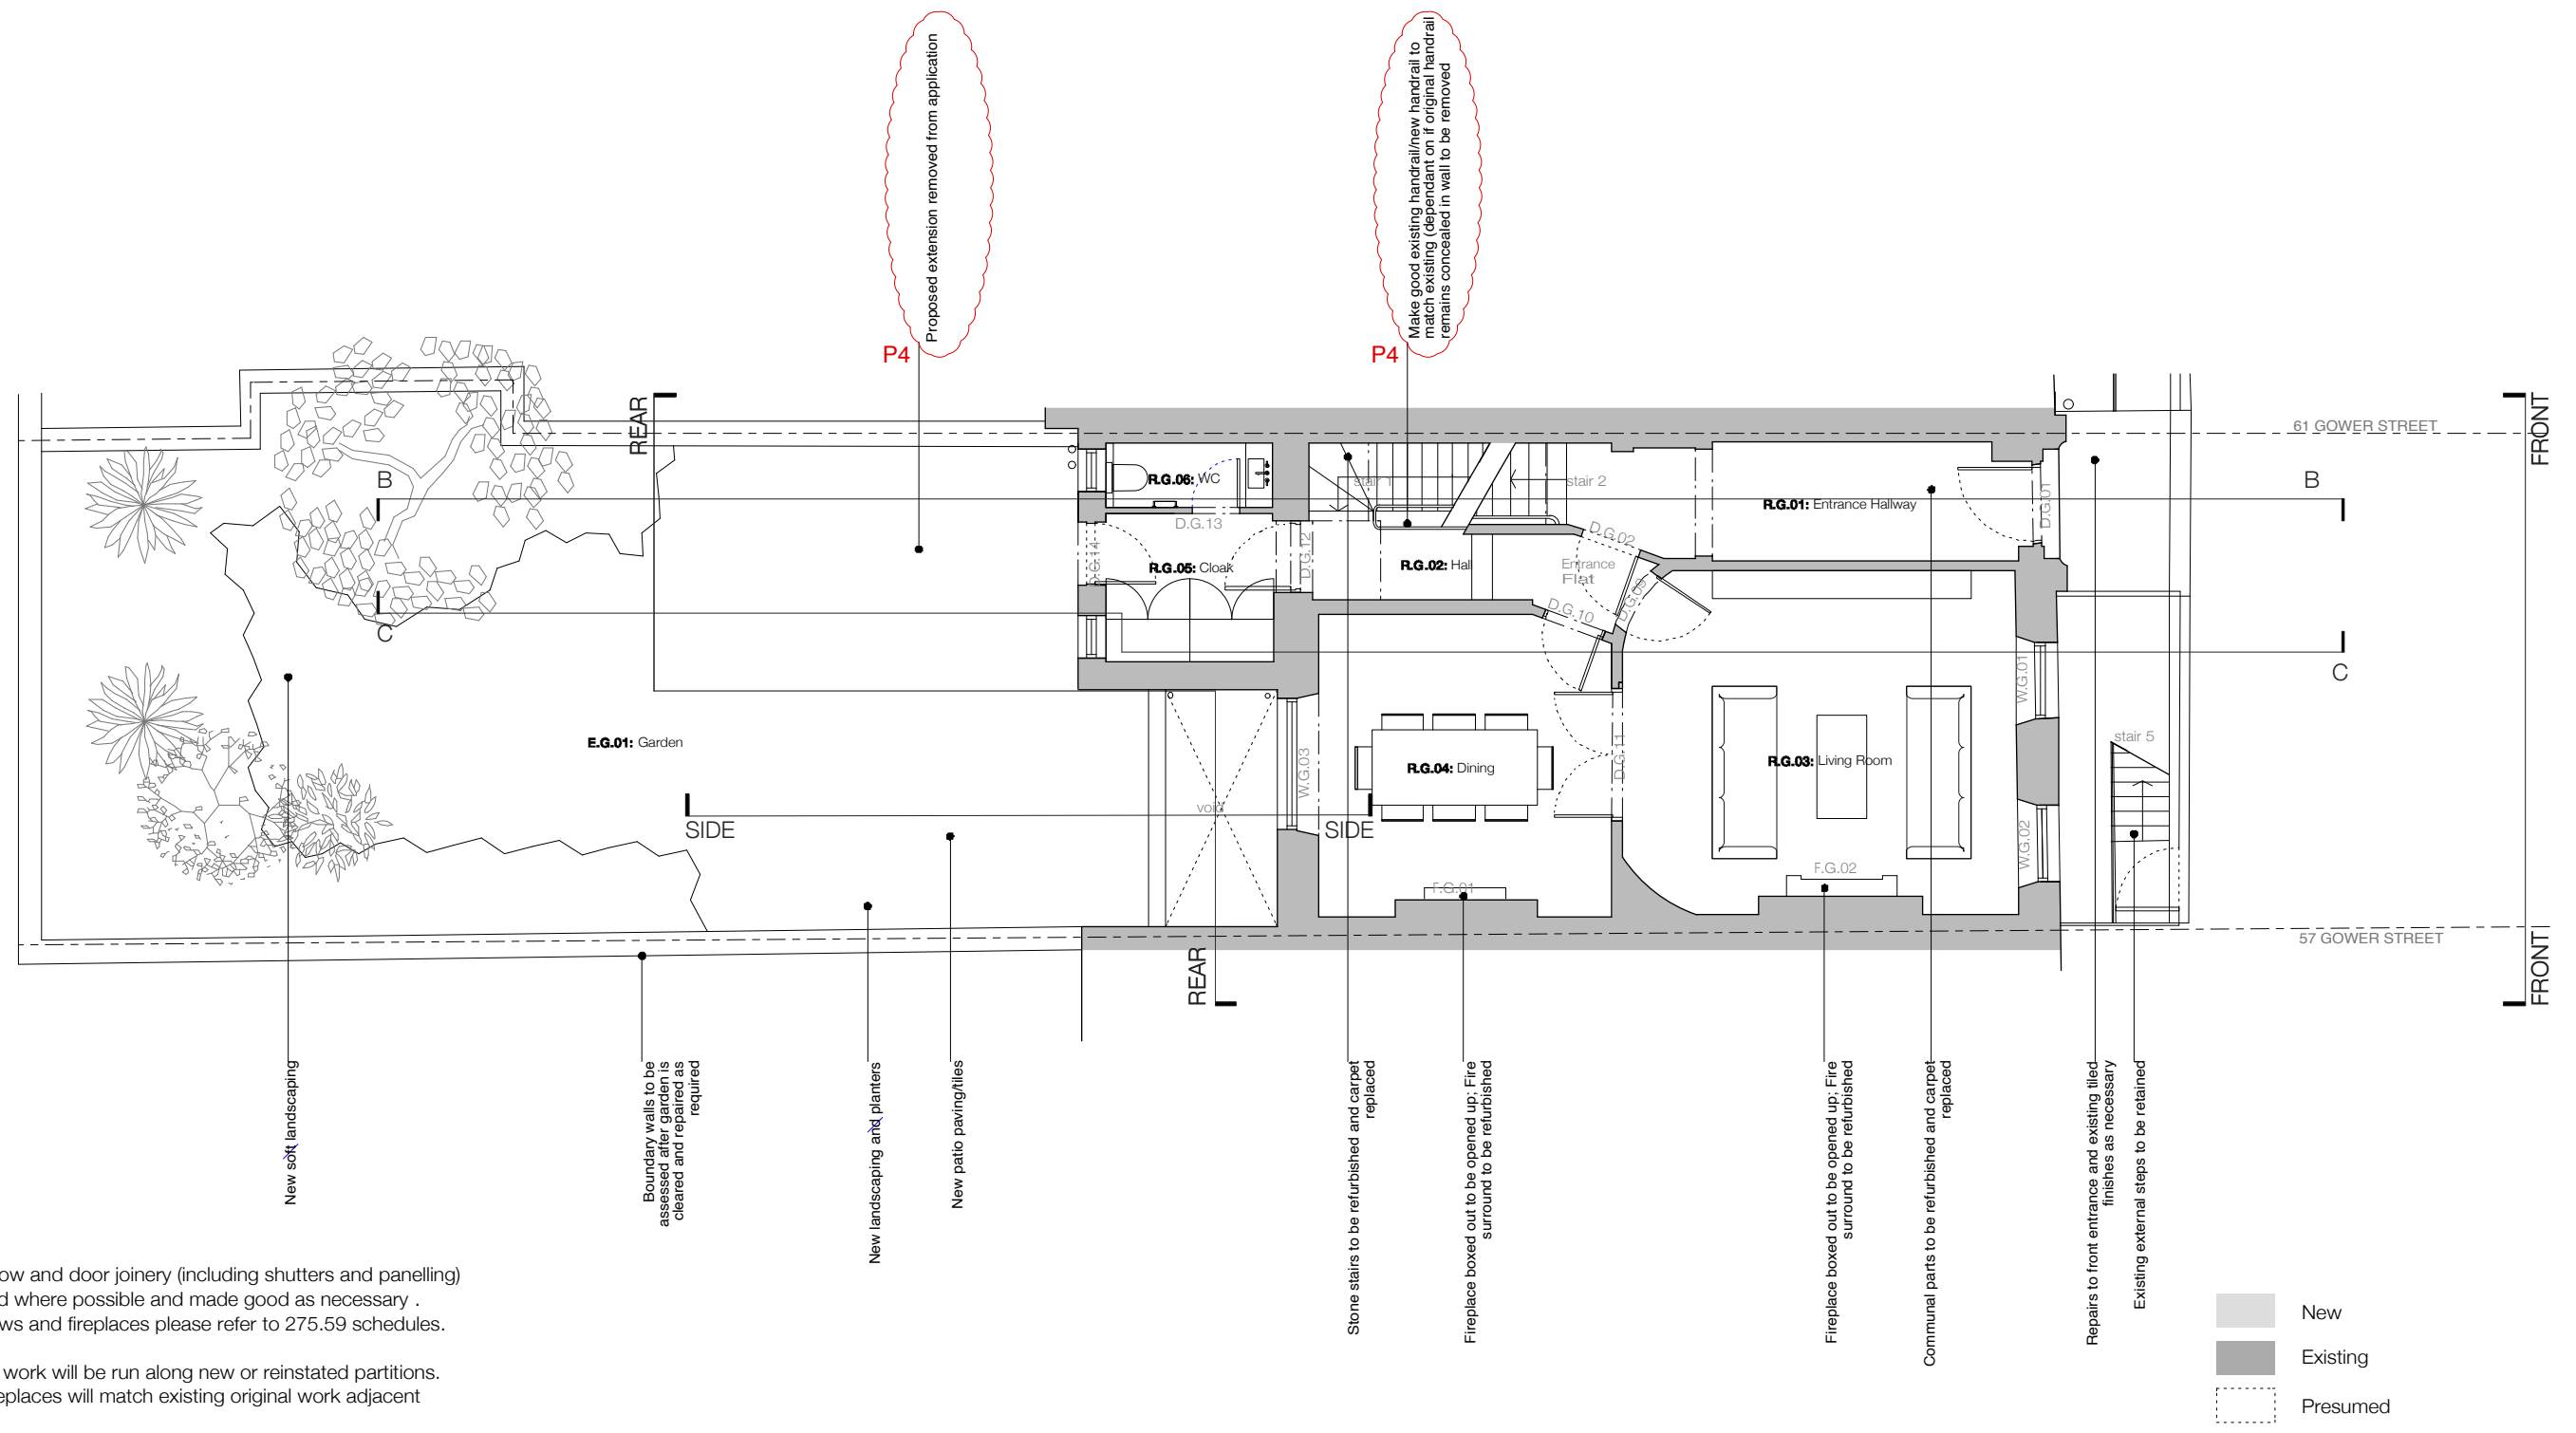 Proposed extension removed from application
P4
Make good existing handrail/new handrail to
match existing (dependant on if original handrail
remains concealed in wall to be removed
P4
REAR
FRONT
61 GOWER STREET
B
B
R.G.06: WC
stair 1
stair 2
R.G.01: Entrance Hallway
D.G.01
D.G.13
D.G.02
D.G.14
D.G.12
R.G.05: Cloak
R.G.02: Hall
Entrance
Flat
D.G.09
D.G.10
C
C
W.G.01
E.G.01: Garden
W.G.03
R.G.04: Dining
D.G.11
R.G.03: Living Room
stair 5
void
SIDE
SIDE
W.G.02
F.G.01
F.G.02
57 GOWER STREET
REAR
FRONT
New soft landscaping
Boundary walls to be
assessed after garden is
cleared and repaired as
required
New landscaping and planters
New patio paving/tiles
Stone stairs to be refurbished and carpet
replaced
Fireplace boxed out to be opened up; Fire
surround to be refurbished
Fireplace boxed out to be opened up; Fire
surround to be refurbished
Communal parts to be refurbished and carpet
replaced
Repairs to front entrance and existing tiled
finishes as necessary
Existing external steps to be retained
ow and door joinery (including shutters and panelling)
d where possible and made good as necessary .
ws and fireplaces please refer to 275.59 schedules.
work will be run along new or reinstated partitions.
eplaces will match existing original work adjacent
New
Existing
Presumed